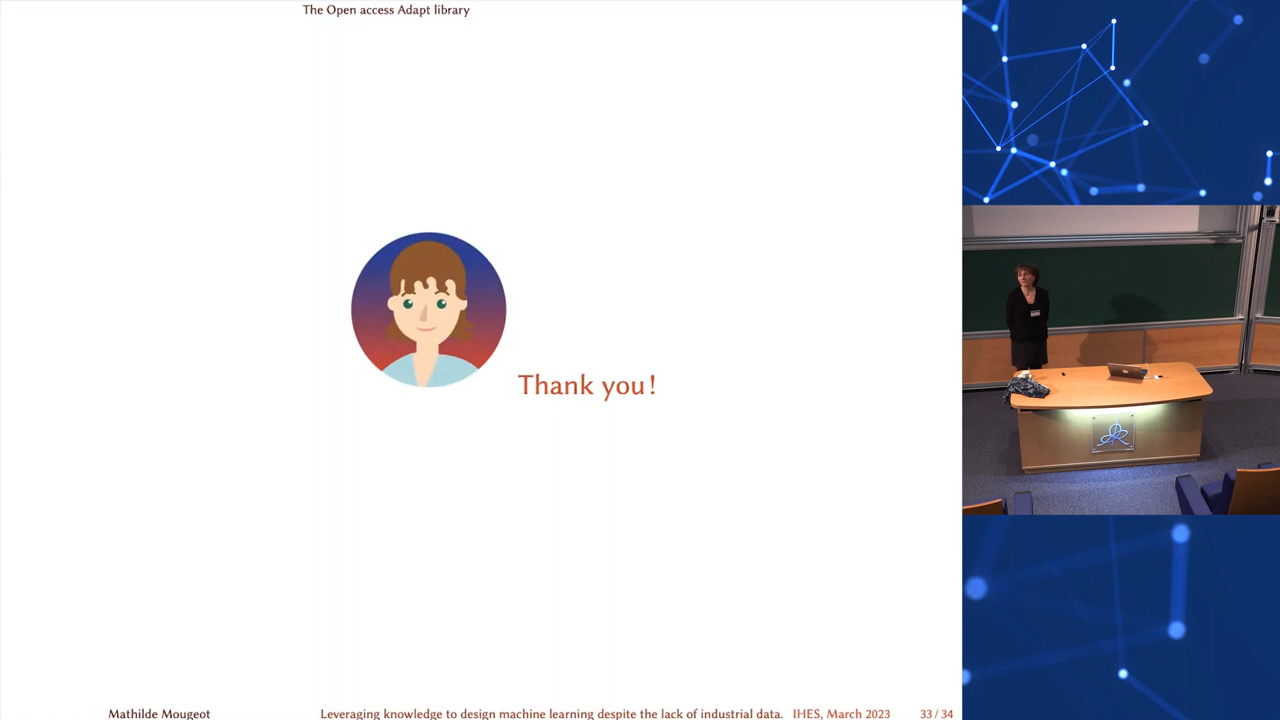 The Open access Adapt library
Thank you !
Mathilde Mougeot
Leveraging knowledge to design machine learning despite the lack of industrial data.
IHES, March 2023
33 / 34